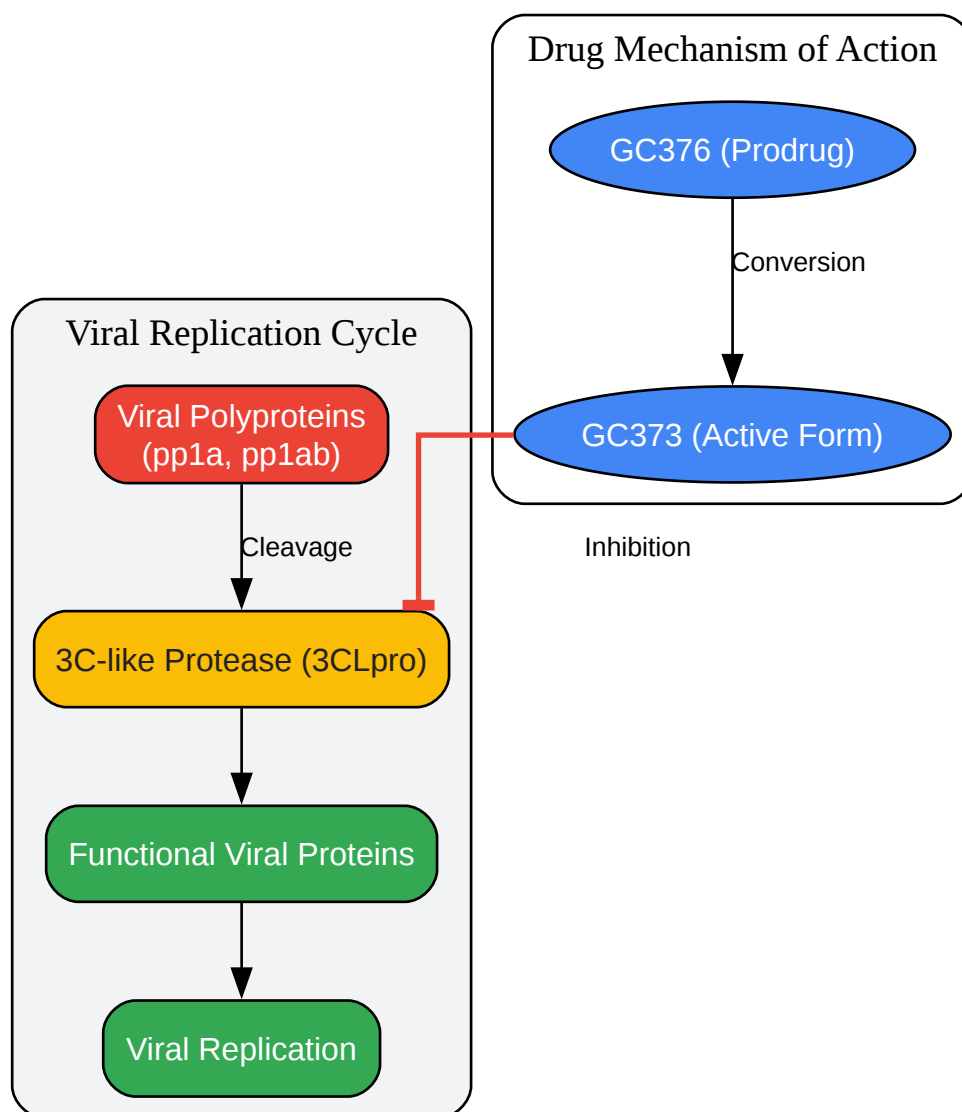 Drug Mechanism of Action
GC376 (Prodrug)
Conversion
GC373 (Active Form)
Inhibition
Viral Replication Cycle
Viral Polyproteins
(pp1a, pp1ab)
Cleavage
3C-like Protease (3CLpro)
Functional Viral Proteins
Viral Replication